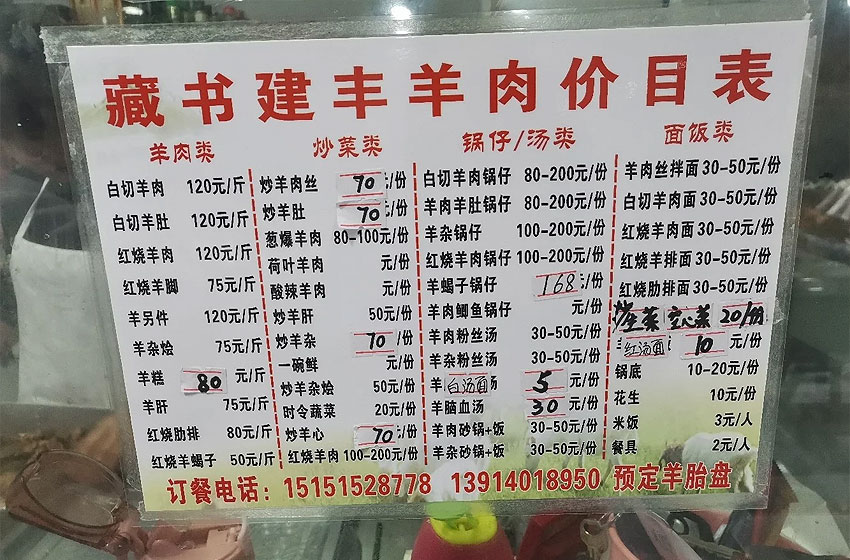 藏书建丰羊肉价目表
羊肉类
白切羊肉 120元/斤
白切羊肚 120元/斤
红烧羊肉 120元/斤
红烧羊脚 75元/斤
羊另件 120元/斤
羊杂烩 75元/斤
羊糕 80 元/斤
羊肝 75元/斤
红烧肋排 80元/斤
红烧羊蝎子 50元/斤
炒菜类
炒羊肉丝 70 /份
炒羊肚 70 /份
葱爆羊肉 80-100元/份
荷叶羊肉 元/份
酸辣羊肉 元/份
炒羊肝 50元/份
炒羊杂 70 /份
一碗鲜 元/份
炒羊杂烩 50元/份
时令蔬菜 20元/份
炒羊心 70 /份
红烧羊肉 100-200元/份
锅仔/汤类
白切羊肉锅仔 80-200元/份
羊肉羊肚锅仔 80-200元/份
羊杂锅仔 100-200元/份
红烧羊肉锅仔 100-200元/份
羊蝎子锅仔 168 /份
羊肉鲫鱼锅仔 元/份
羊肉粉丝汤 30-50元/份
羊杂粉丝汤 30-50元/份
羊 白汤面 汤 5 元/份
羊脑血汤 30 元/份
羊肉砂锅+饭 30-50元/份
羊杂砂锅+饭 30-50元/份
面饭类
羊肉丝拌面 30-50元/份
白切羊肉面 30-50元/份
红烧羊肉面 30-50元/份
红烧羊排面 30-50元/份
红烧肋排面 30-50元/份
生菜 空心菜 20/份
红汤面 10 元/份
锅底 10-20元/份
花生 10元/份
米饭 3元/人
餐具 2元/人
订餐电话：15151528778 13914018950 预定羊胎盘